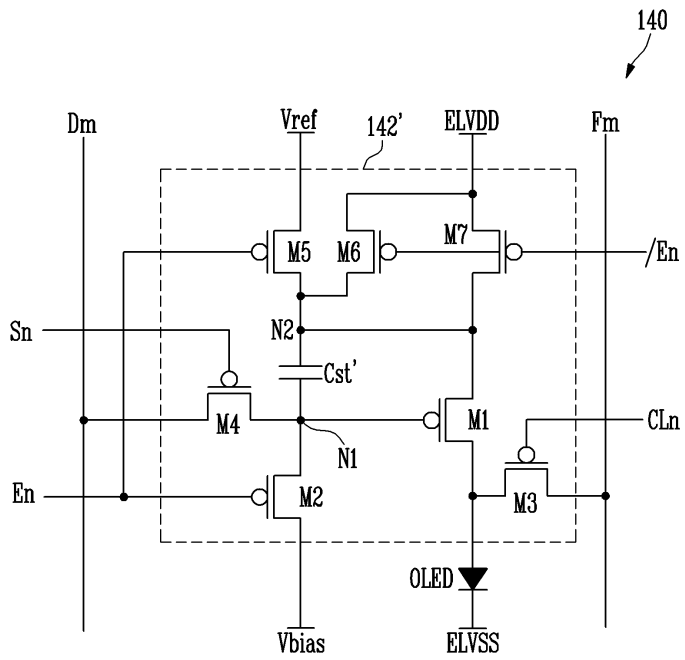 140
Dm
Vref
142'
ELVDD
Fm
M5
M6
M7
/En
Sn
N2
Cst'
M4
M1
CLn
N1
En
M2
M3
OLED
Vbias
ELVSS